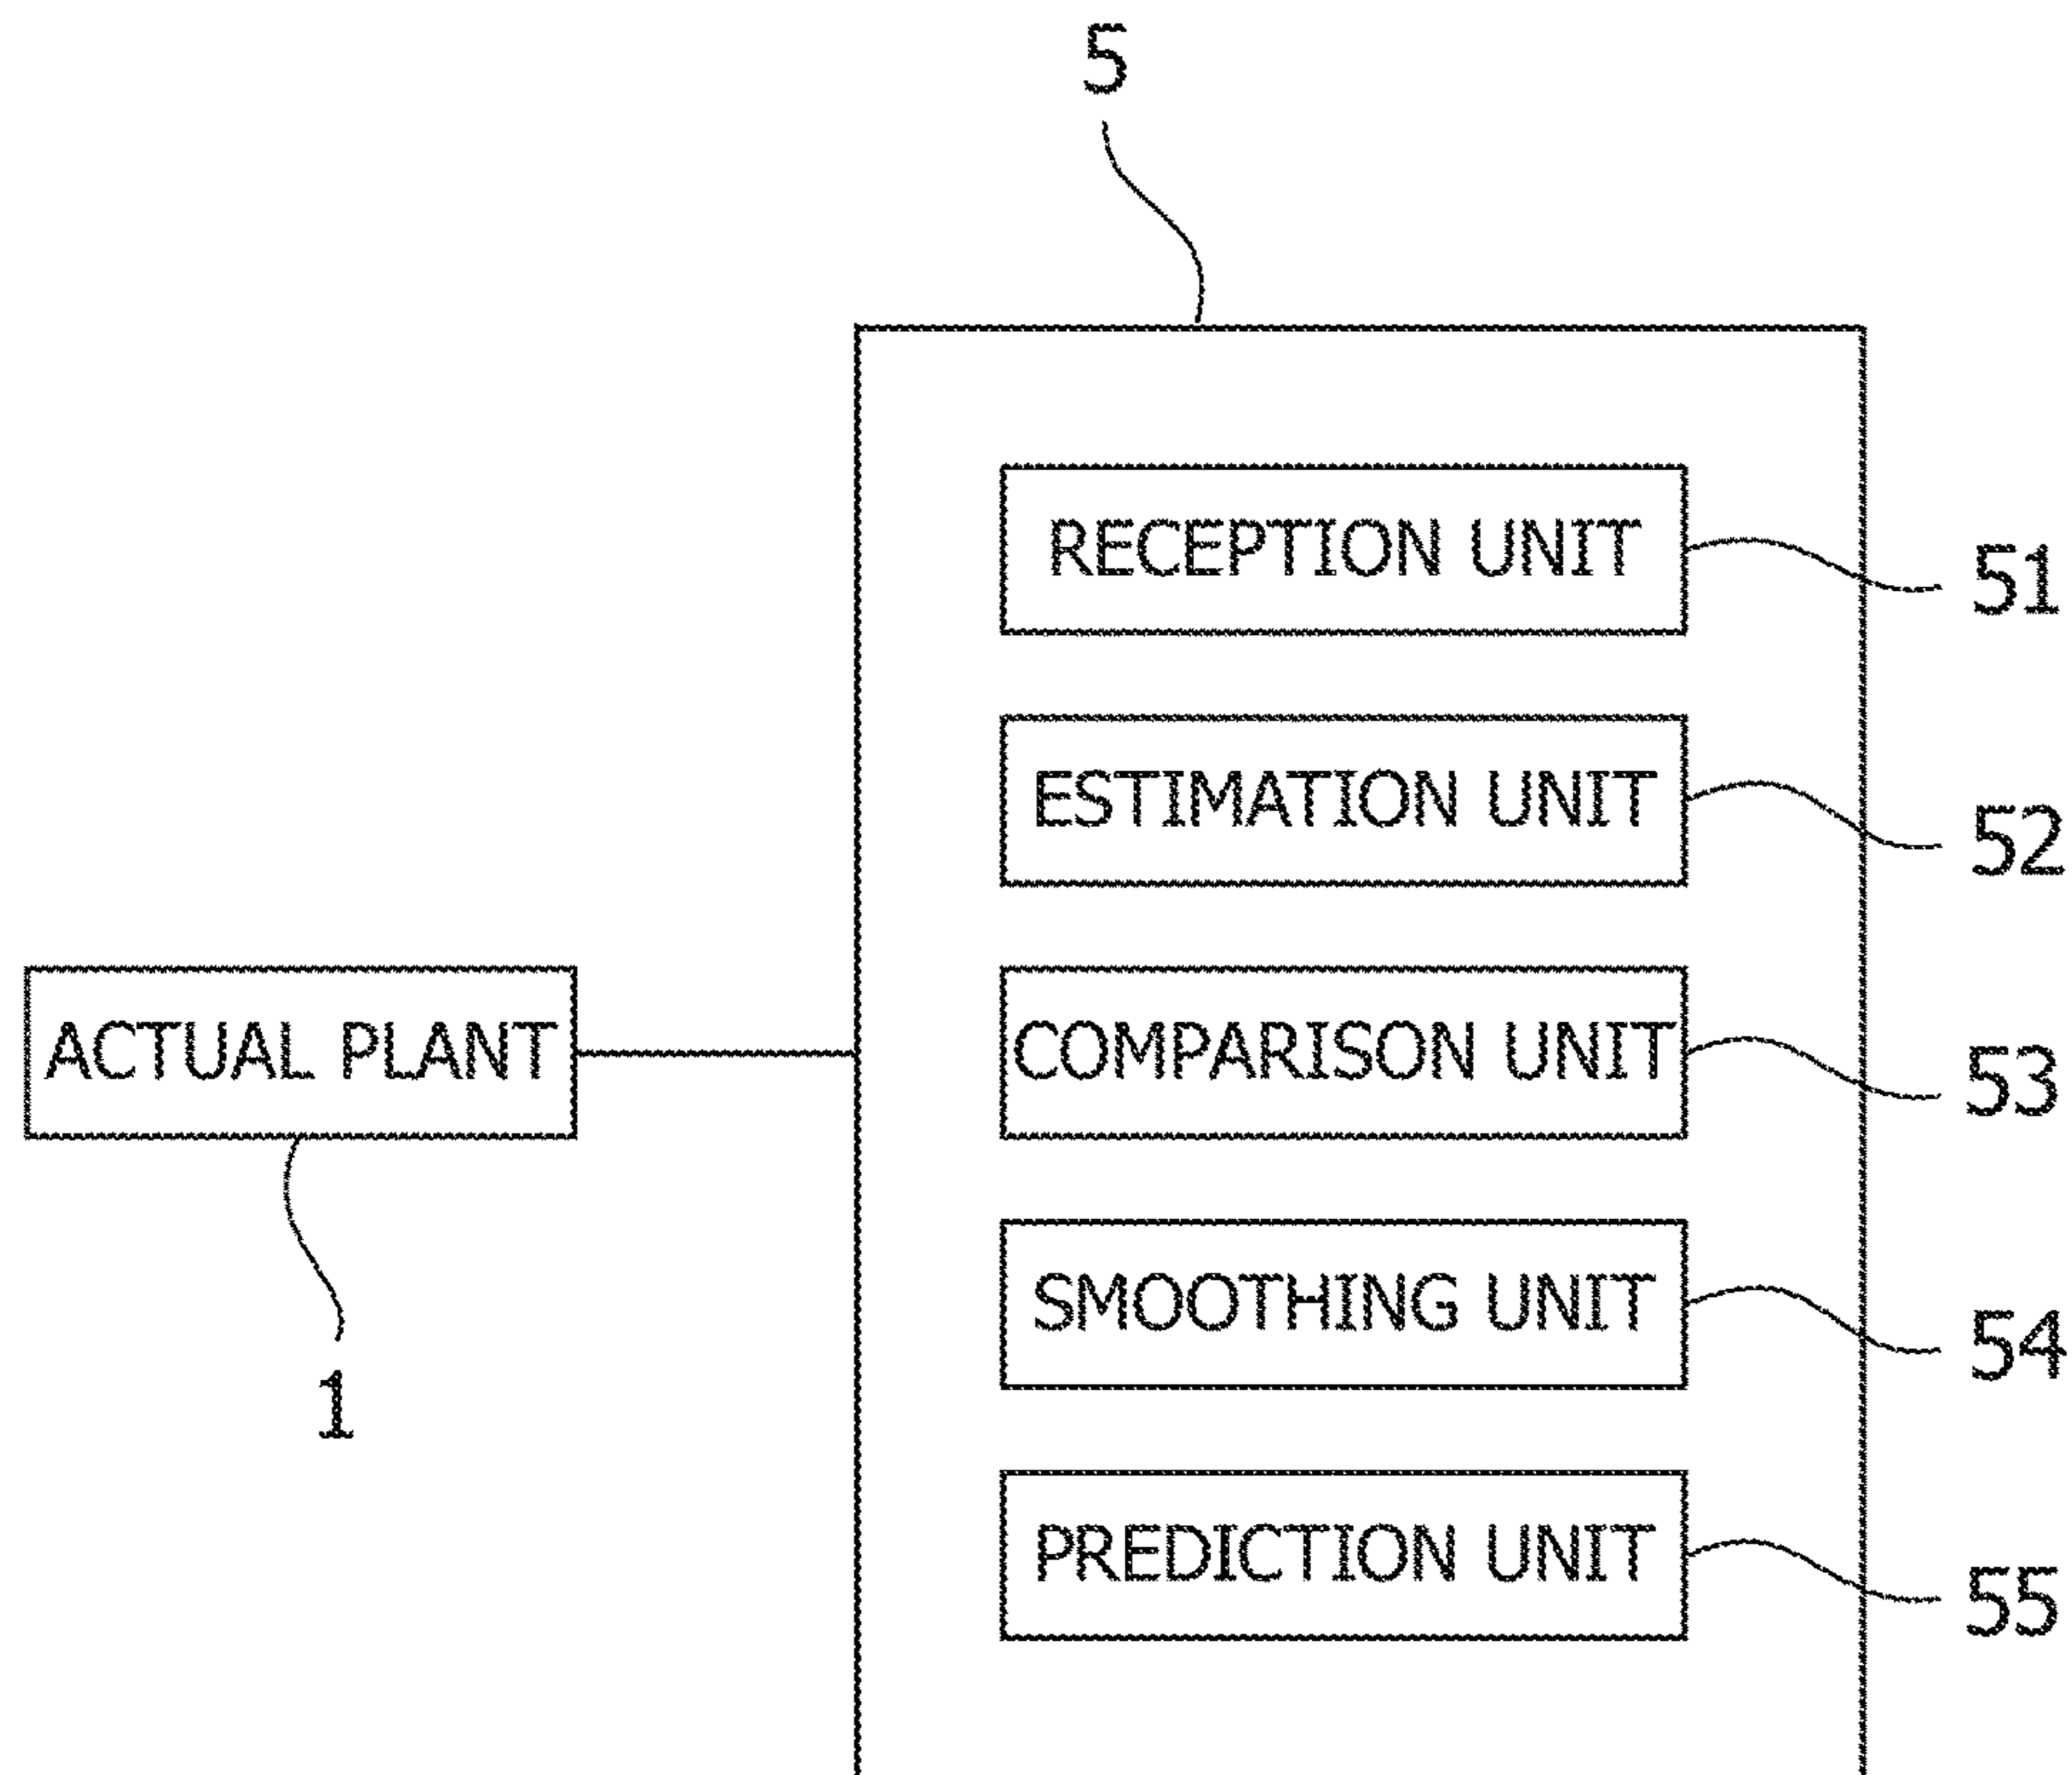 5
RECEPTION UNIT
51
ESTIMATION UNIT
52
ACTUAL PLANT
COMPARISON UNIT
53
SMOOTHING UNIT
54
1
PREDICTION UNIT
55